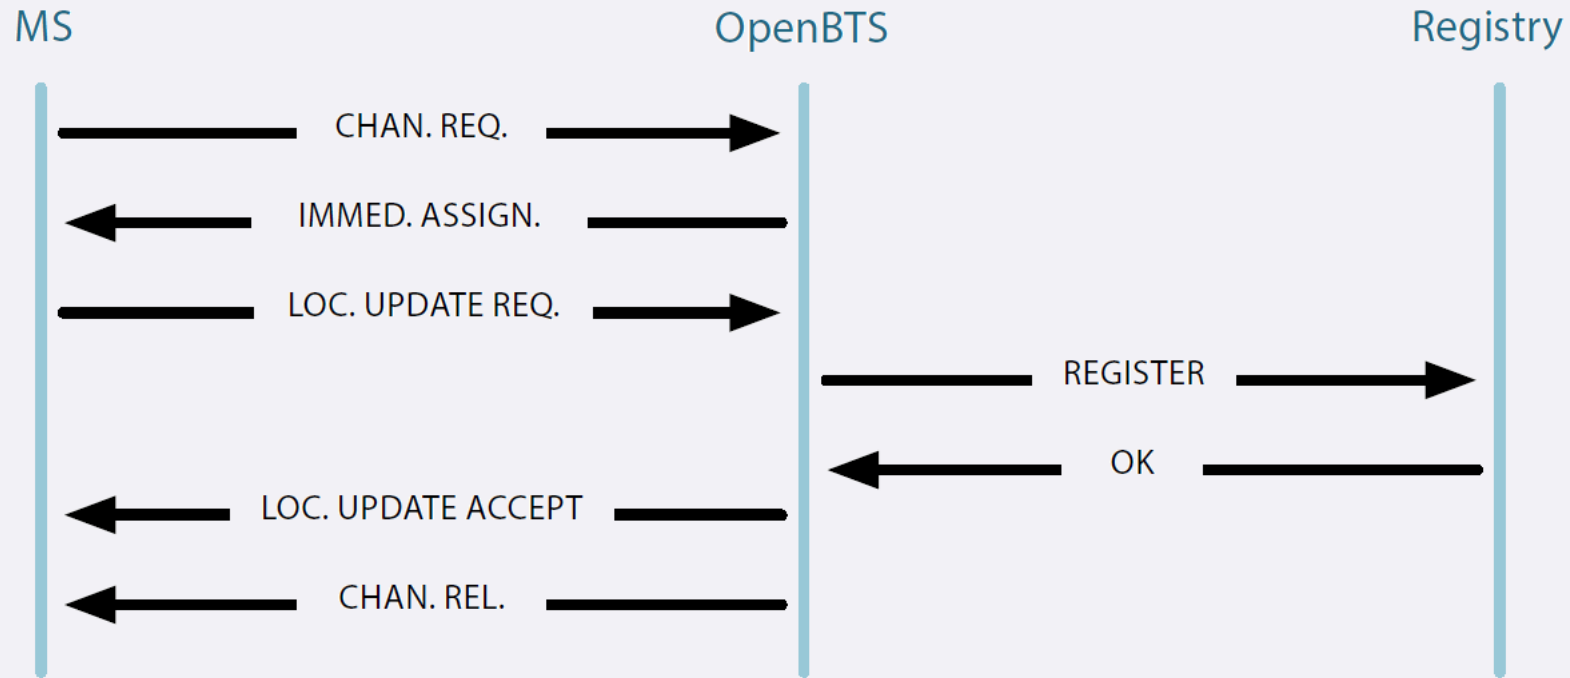 MS
OpenBTS
Registry
CHAN. REQ.
IMMED. ASSIGN.
LOC. UPDATE REQ.
REGISTER
OK
LOC. UPDATE ACCEPT
CHAN. REL.